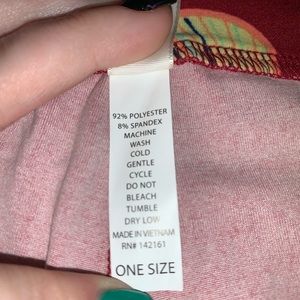 92% POLYESTER
8% SPANDEX
MACHINE
WASH
COLD
GENTLE
CYCLE
DO NOT
BLEACH
TUMBLE
DRY LOW
MADE IN VIETNAM
RN# 142161
ONE SIZE